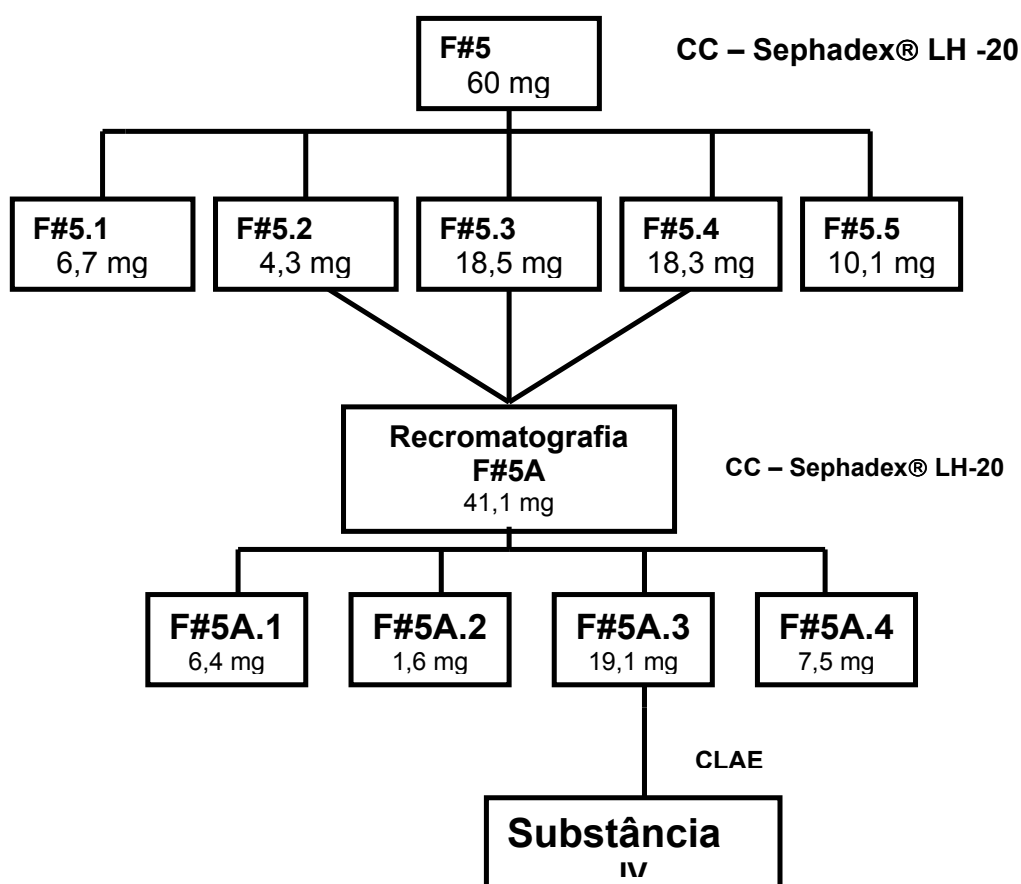 F#5
60 mg
CC – Sephadex® LH -20
F#5.1
6,7 mg
F#5.2
4,3 mg
F#5.3
18,5 mg
F#5.4
18,3 mg
F#5.5
10,1 mg
Recromatografia
F#5A
41,1 mg
CC – Sephadex® LH-20
F#5A.1
6,4 mg
F#5A.2
1,6 mg
F#5A.3
19,1 mg
F#5A.4
7,5 mg
CLAE
Substância
IV